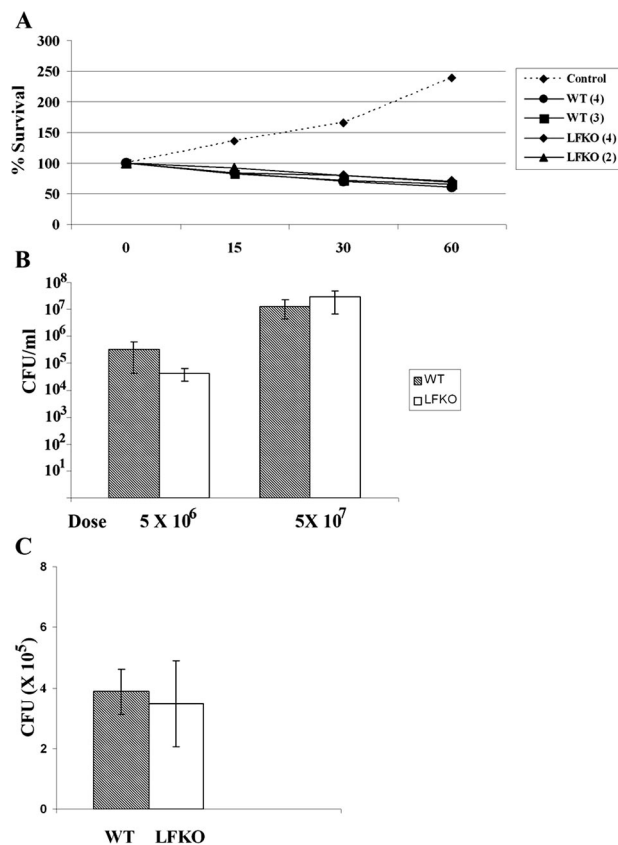 A
300
250
200
150
100
50
0
% Survival
0 15 30 60
Control
WT (4)
WT (3)
LFKO (4)
LFKO (2)
B
10^8
10^7
10^6
10^5
10^4
10^3
10^2
10^1
CFU/ml
WT
LFKO
Dose 5 X 10^6 5X 10^7
C
8
6
4
2
0
CFU (X 10^5)
WT LFKO